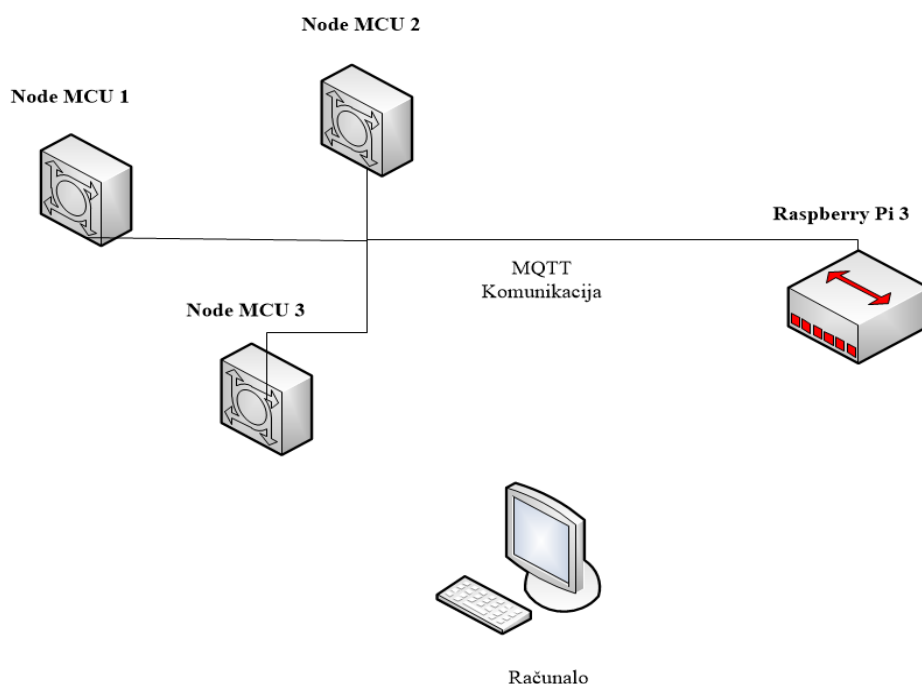 Node MCU 2
Node MCU 1
Raspberry Pi 3
MQTT
Komunikacija
Node MCU 3
Računalo